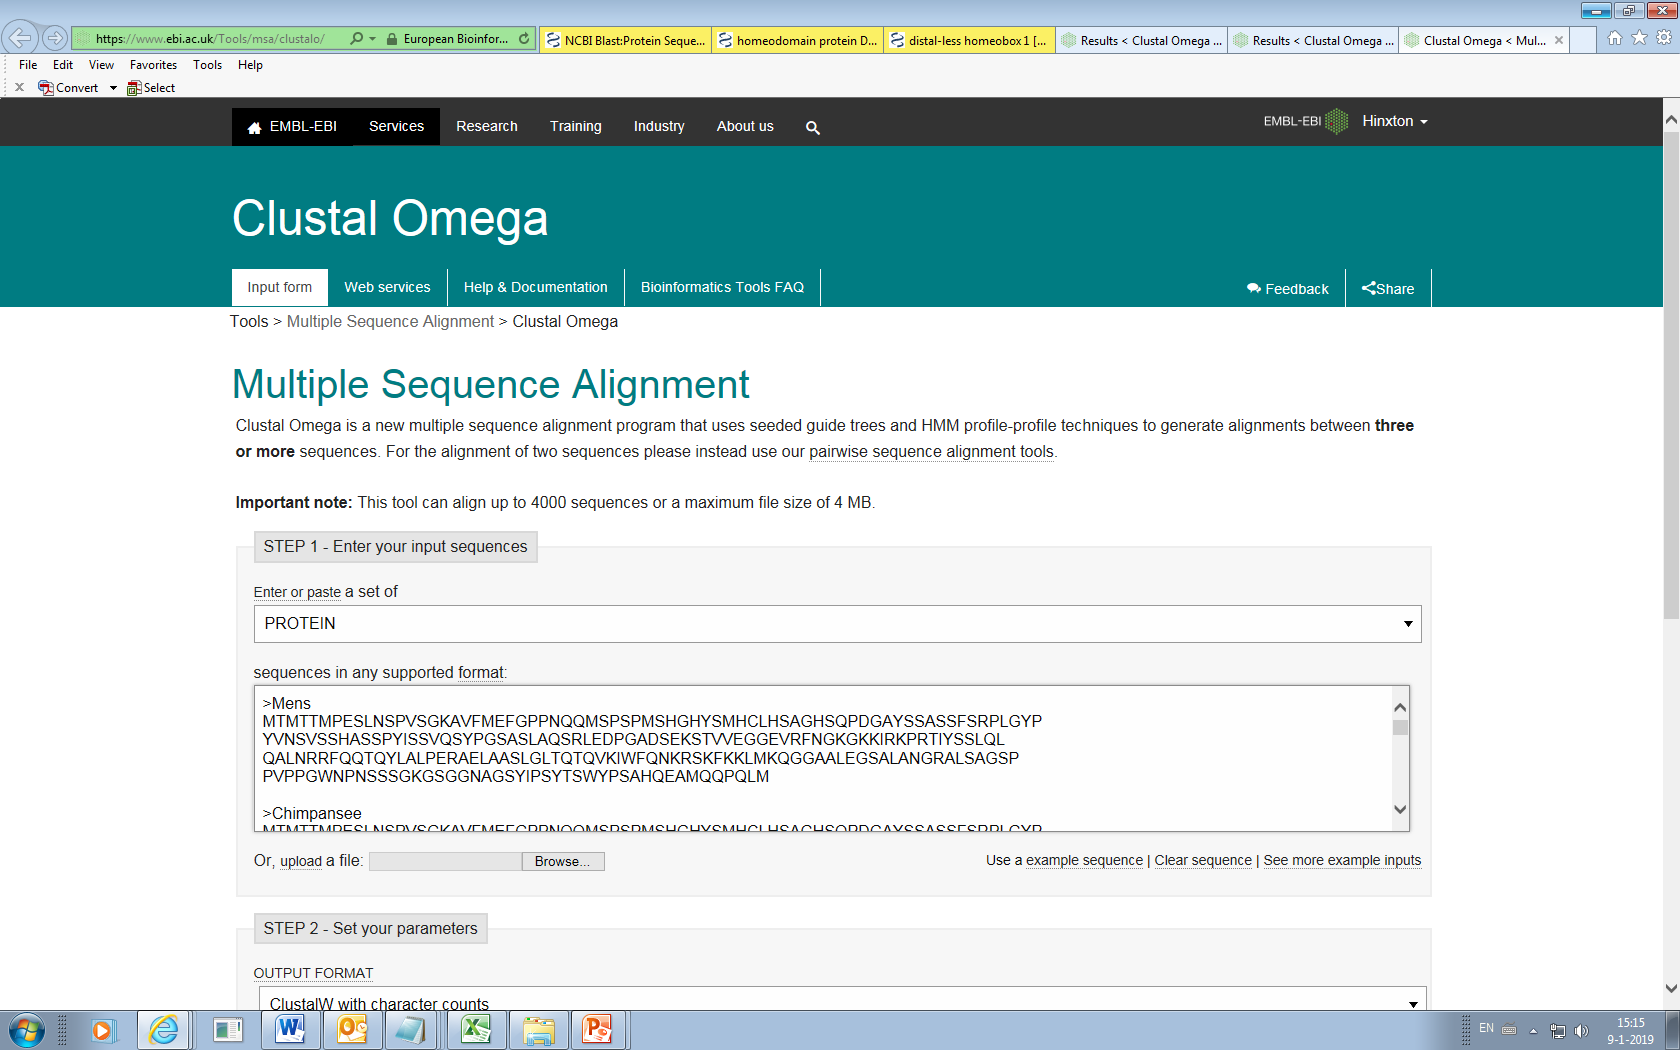 https://www.ebi.ac.uk/Tools/msa/clustalo/
European Bioinfor...
NCBI Blast:Protein Seque...
homeodomain protein D...
distal-less homeobox 1 [...
Results < Clustal Omega ...
Results < Clustal Omega ...
Clustal Omega < Mul...
File Edit View Favorites Tools Help
Convert Select
EMBL-EBI Services Research Training Industry About us
EMBL-EBI Hinxton
Clustal Omega
Input form Web services Help & Documentation Bioinformatics Tools FAQ Feedback Share
Tools > Multiple Sequence Alignment > Clustal Omega
Multiple Sequence Alignment
Clustal Omega is a new multiple sequence alignment program that uses seeded guide trees and HMM profile-profile techniques to generate alignments between three
or more sequences. For the alignment of two sequences please instead use our pairwise sequence alignment tools.
Important note: This tool can align up to 4000 sequences or a maximum file size of 4 MB.
STEP 1 - Enter your input sequences
Enter or paste a set of
PROTEIN
sequences in any supported format:
>Mens
MTMTTMPESLNSPVSGKAVFMEFGPPNQQMSPSPMSHGHYSMHCLHSAGHSQPDGAYSSASSFSRPLGYP
YVNSVSSHASSPYISSVQSYPGSASLAQSRLEDPGADSEKSTVVEGGEVRFNGKGKKIRKPRTIYSSLQL
QALNRRFQQTQYLALPERAELAASLGLTQTQVKIWFQNKRSKFKKLMKQGGAALEGSALANGRALSAGSP
PVPPGWNPNSSSGKGSGGNAGSYIPSYTSWYPSAHQEAMQQPQLM
>Chimpansee
MTMTTMPESLNSPVSGKAVFMEFGPPNQQMSPSPMSHGHYSMHCLHSAGHSQPDGAYSSASSFSRPLGYP
Or, upload a file: Browse...
Use a example sequence | Clear sequence | See more example inputs
STEP 2 - Set your parameters
OUTPUT FORMAT
ClustalW with character counts
EN
15:15
9-1-2019